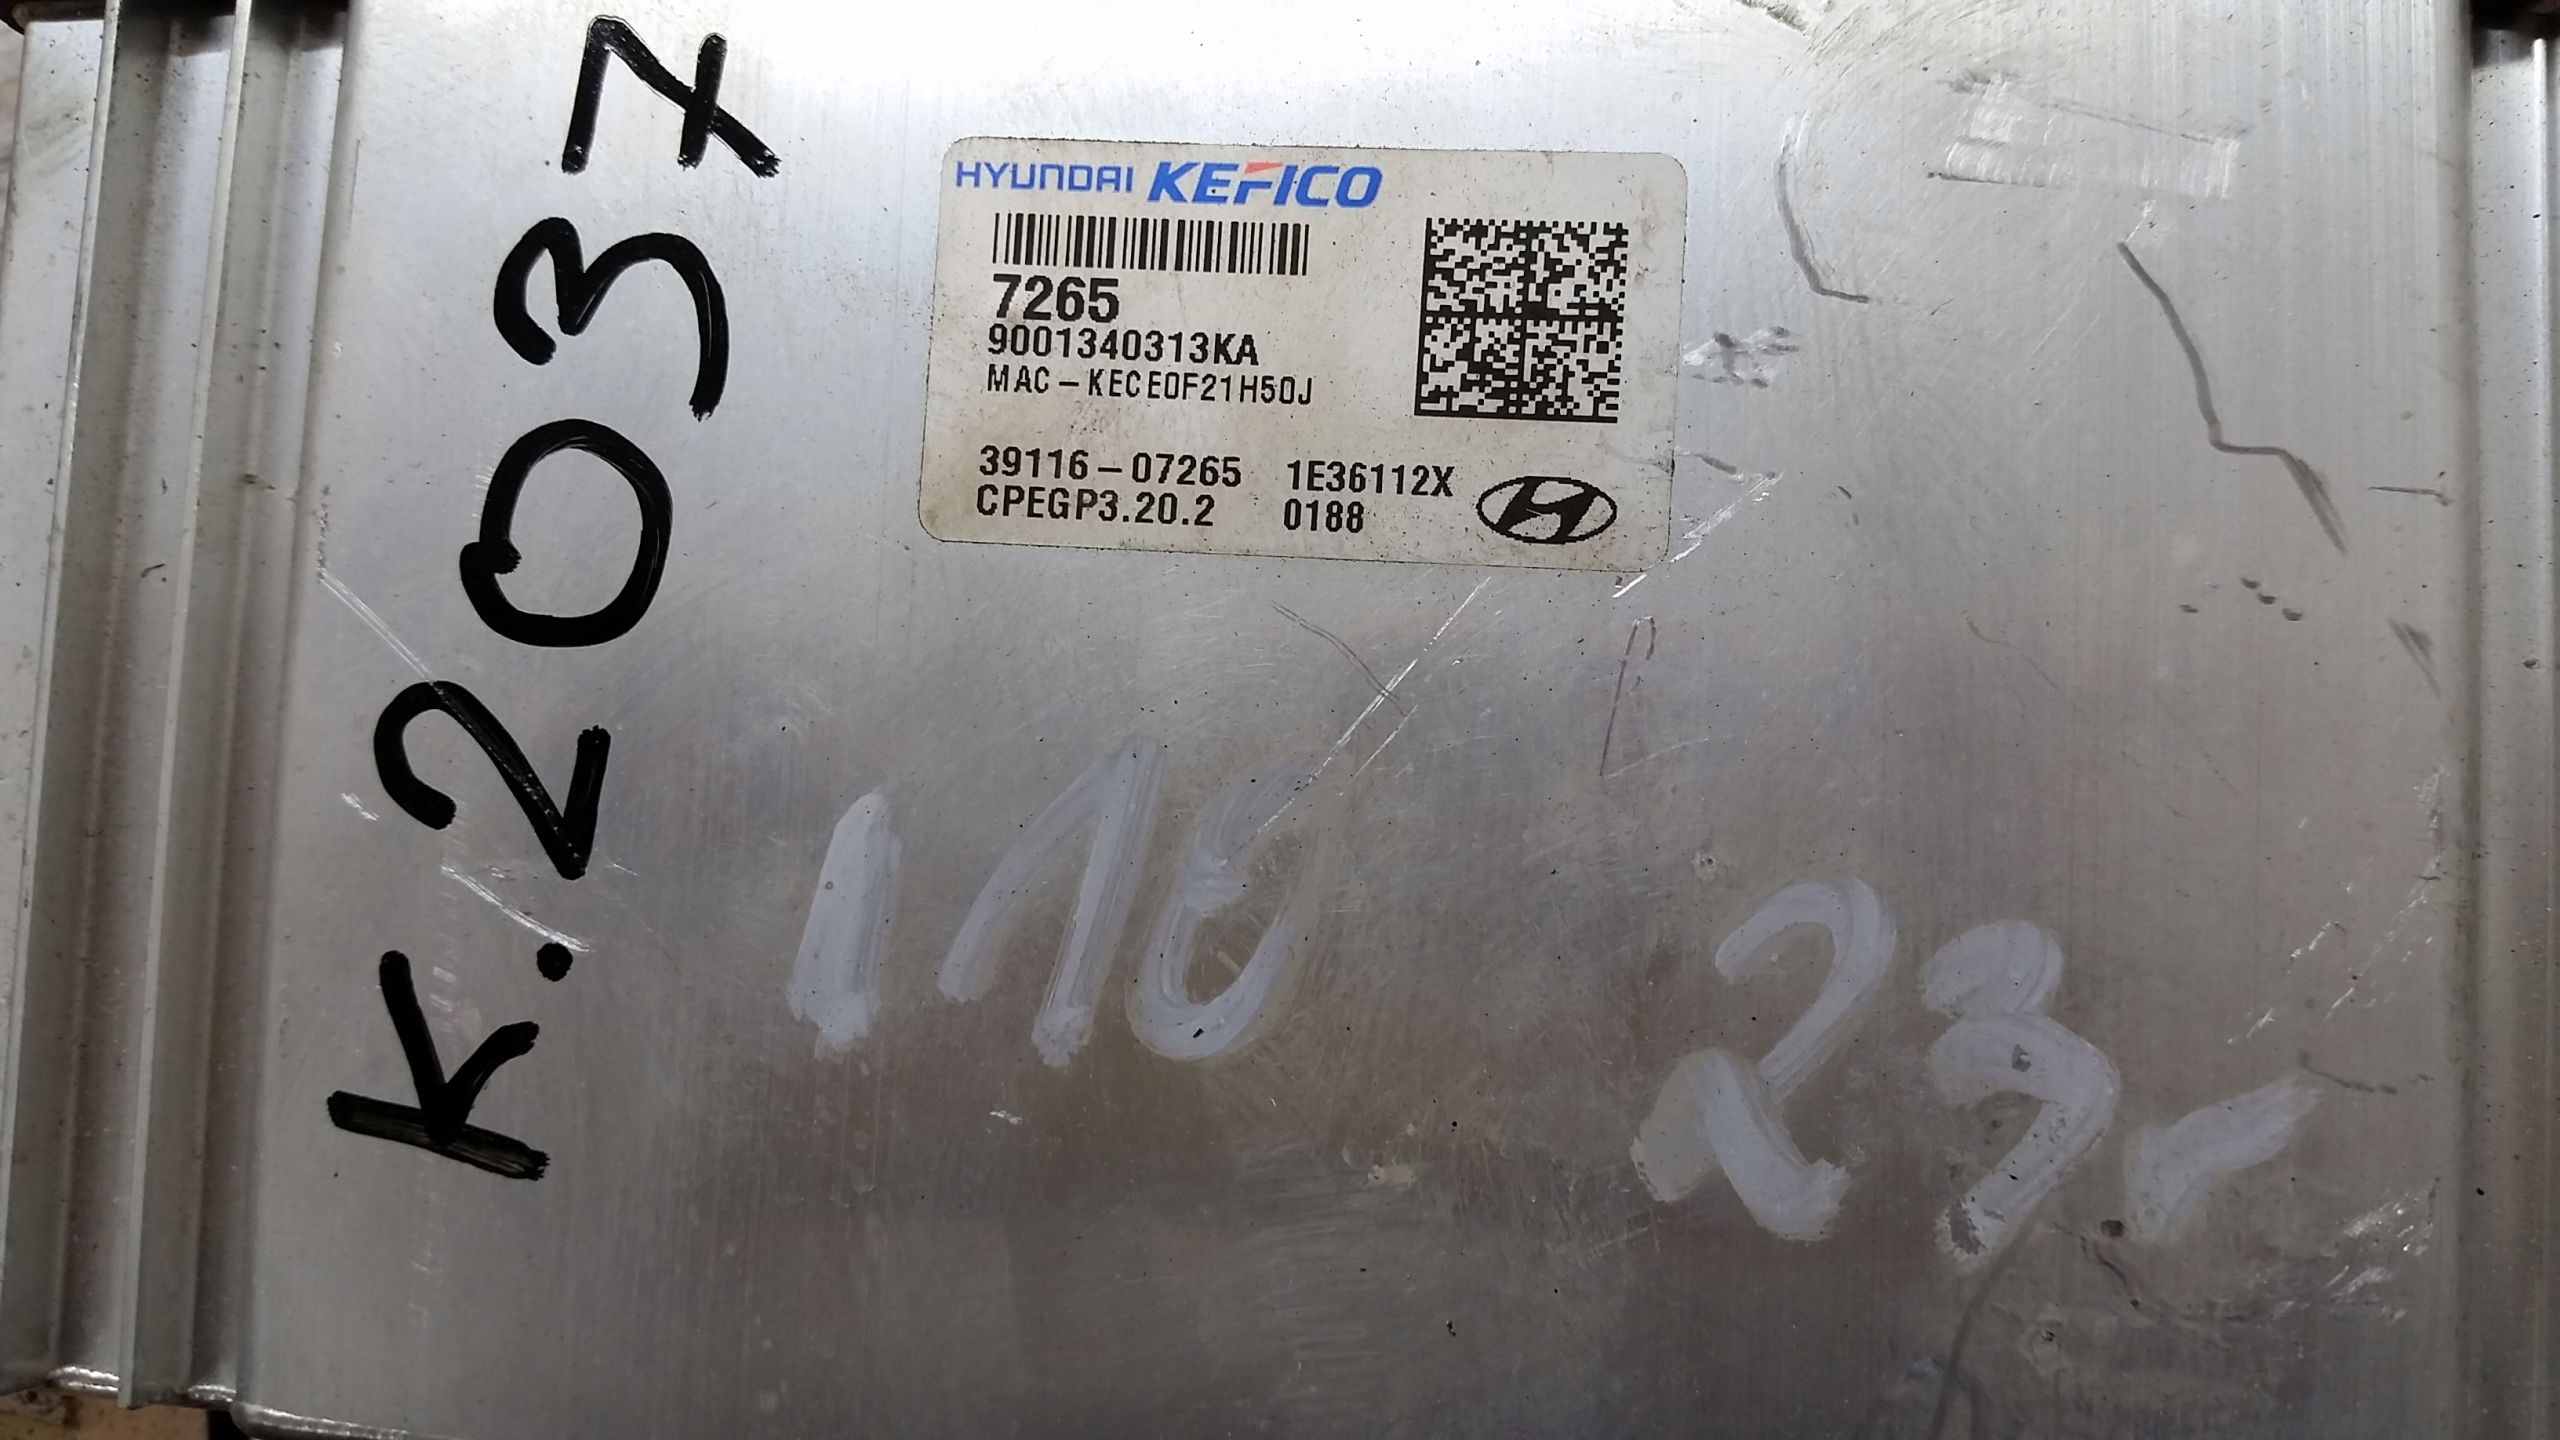 K.2037
HYUNDAI KEFICO
7265
9001340313KA
MAC-KECE0F21H50J
39116-07265 1E36112X
CPEGP3.20.2 0188
i10
23-